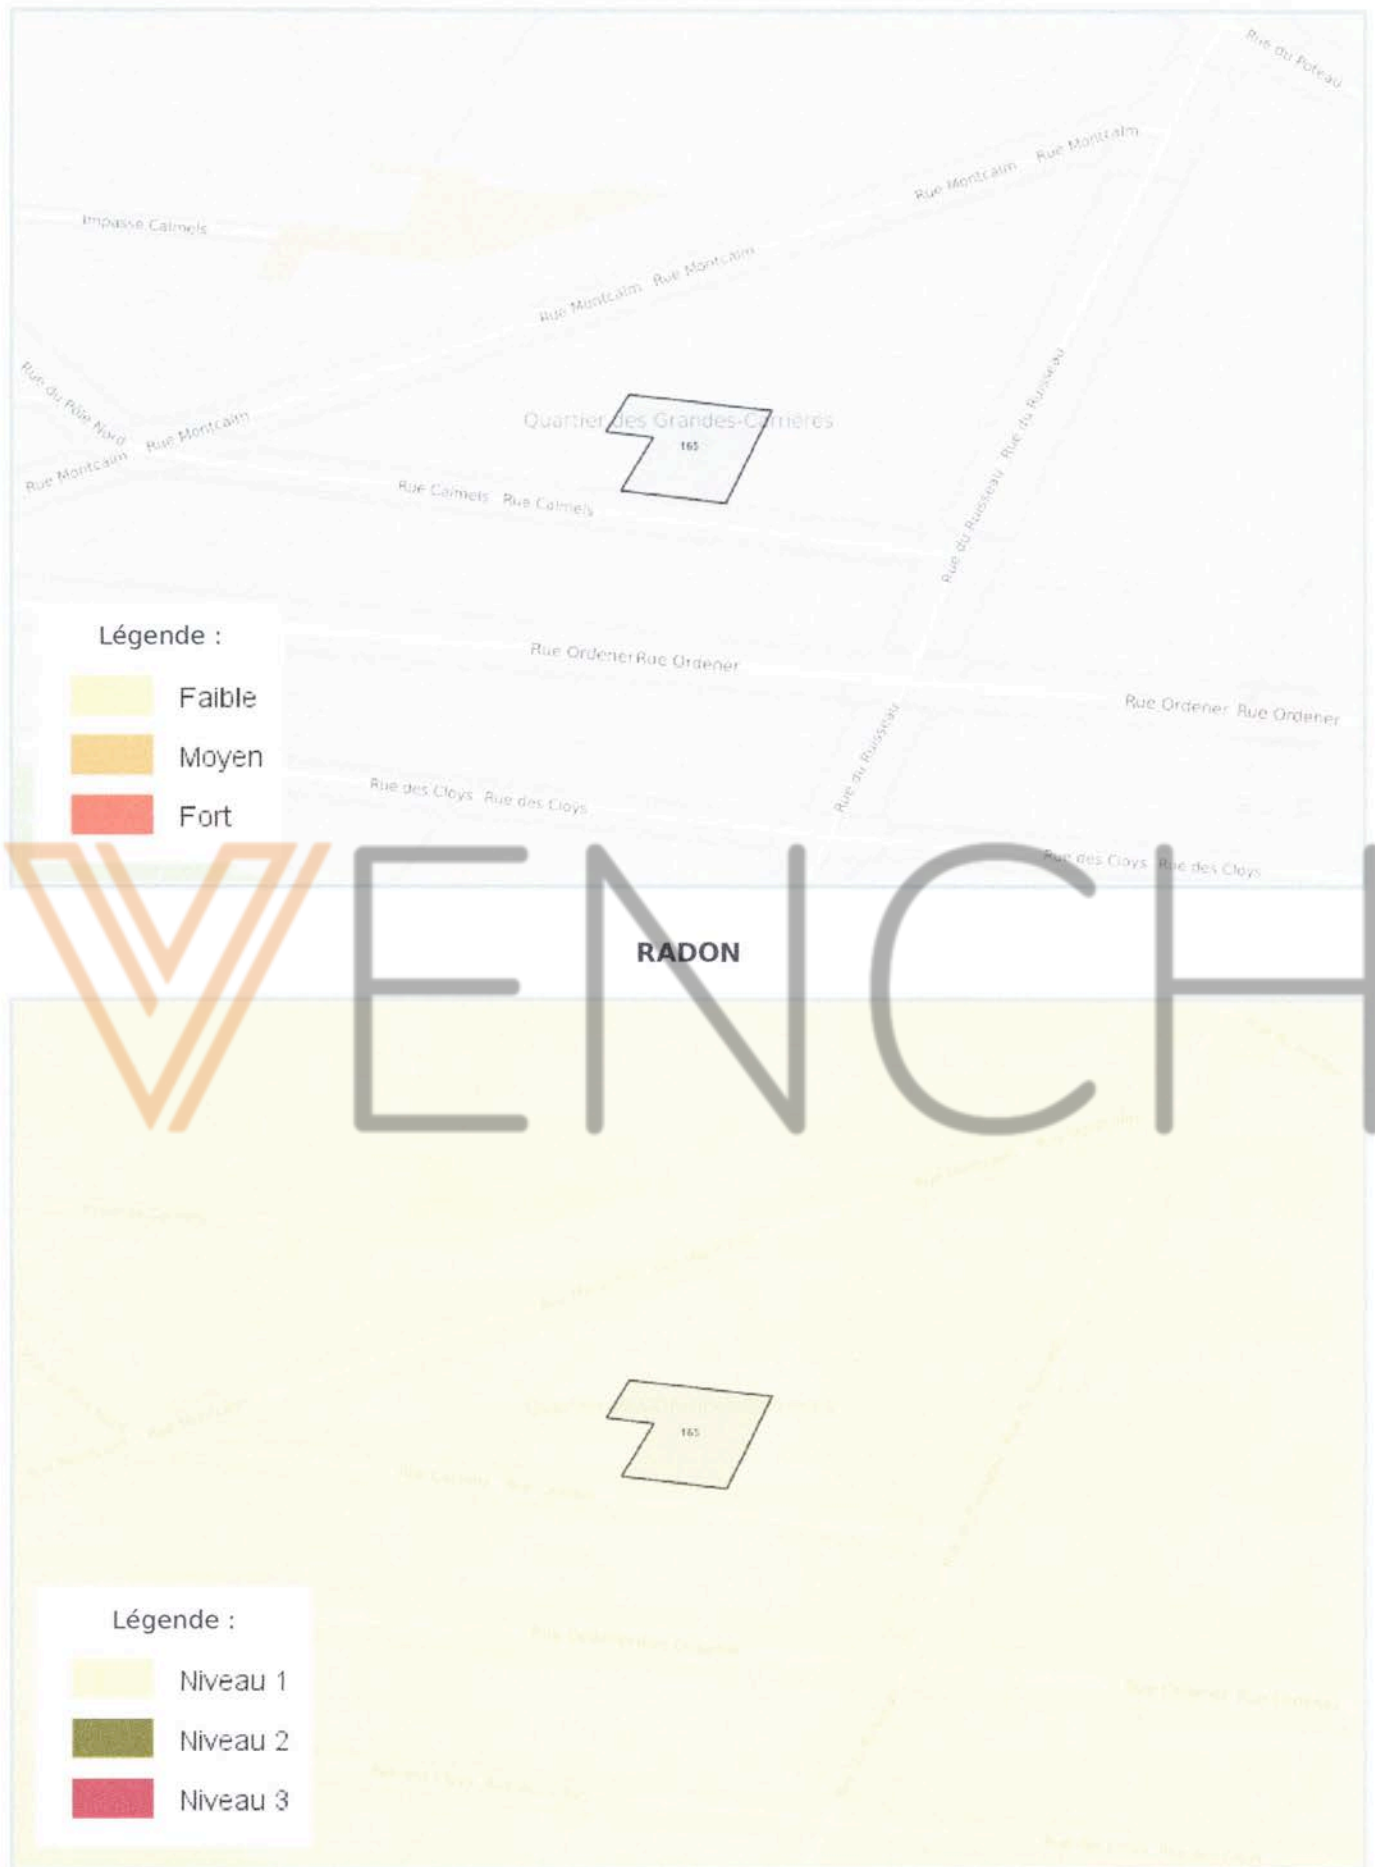 Rue du Poteau
Rue Montcalm Rue Montcalm
Impasse Calmels
Rue Montcalm Rue Montcalm
Rue du Ruisseau Rue du Ruisseau
Rue du Pôle Nord
Rue Montcalm Rue Montcalm
Quartier des Grandes-Carrières
165
Rue Calmels Rue Calmels
Légende :
Faible
Moyen
Fort
Rue Ordener Rue Ordener
Rue Ordener Rue Ordener
Rue du Ruisseau
Rue des Cloys Rue des Cloys
Rue des Cloys Rue des Cloys
VENCH
RADON
165
Légende :
Niveau 1
Niveau 2
Niveau 3